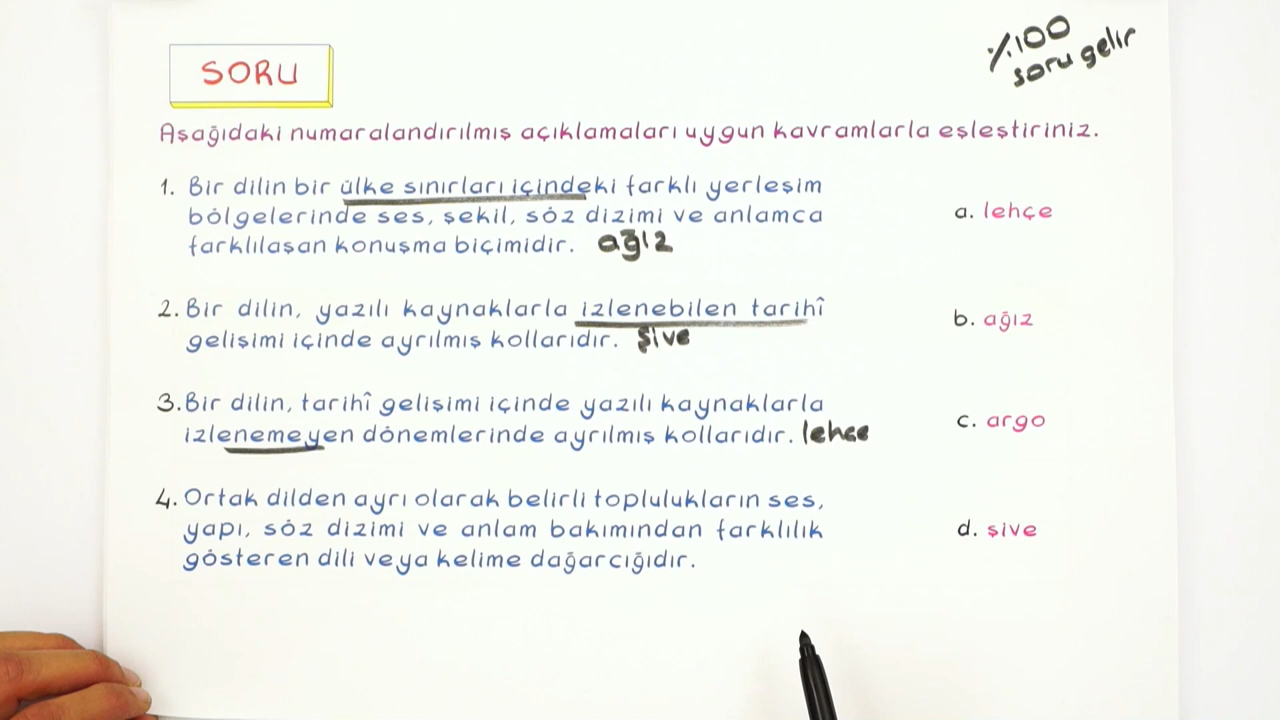 SORU
%100
soru gelir
Aşağıdaki numaralandırılmış açıklamaları uygun kavramlarla eşleştiriniz.
1. Bir dilin bir ülke sınırları içindeki farklı yerleşim
bölgelerinde ses, şekil, söz dizimi ve anlamca
farklılaşan konuşma biçimidir. ağız
a. lehçe
2. Bir dilin, yazılı kaynaklarla izlenebilen tarihî
gelişimi içinde ayrılmış kollarıdır. şive
b. ağız
3. Bir dilin, tarihî gelişimi içinde yazılı kaynaklarla
izlenemeyen dönemlerinde ayrılmış kollarıdır. lehçe
c. argo
4. Ortak dilden ayrı olarak belirli toplulukların ses,
yapı, söz dizimi ve anlam bakımından farklılık
gösteren dili veya kelime dağarcığıdır.
d. şive